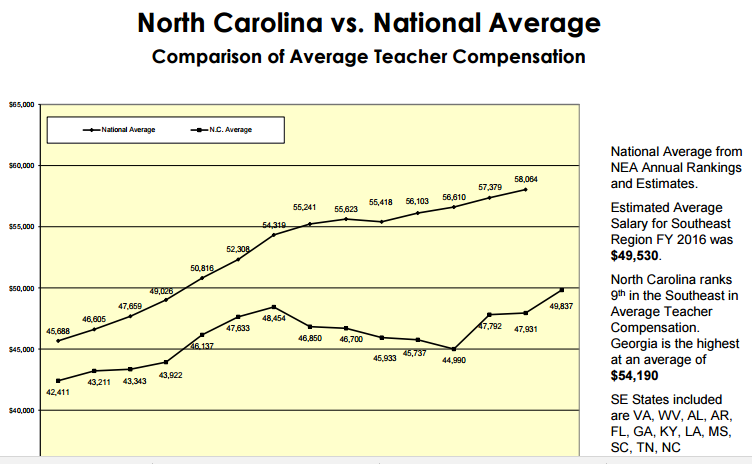 North Carolina vs. National Average
Comparison of Average Teacher Compensation
$65,000
National Average
N.C. Average
$60,000
$55,000
$50,000
$45,000
$40,000
45,688
46,605
47,659
49,026
50,816
52,308
54,319
55,241
55,623
55,418
56,103
56,610
57,379
58,064
42,411
43,211
43,343
43,922
46,137
47,633
48,454
46,850
46,700
45,933
45,737
44,990
47,792
47,931
49,837
National Average from
NEA Annual Rankings
and Estimates.
Estimated Average
Salary for Southeast
Region FY 2016 was
$49,530.
North Carolina ranks
9th in the Southeast in
Average Teacher
Compensation.
Georgia is the highest
at an average of
$54,190
SE States included
are VA, WV, AL, AR,
FL, GA, KY, LA, MS,
SC, TN, NC